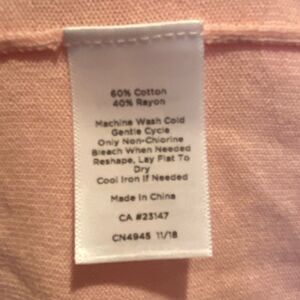 60% Cotton
40% Rayon
Machine Wash Cold
Gentle Cycle
Only Non-Chlorine
Bleach When Needed
Reshape, Lay Flat To
Dry
Cool Iron If Needed
Made In China
CA #23147
CN4945 11/18